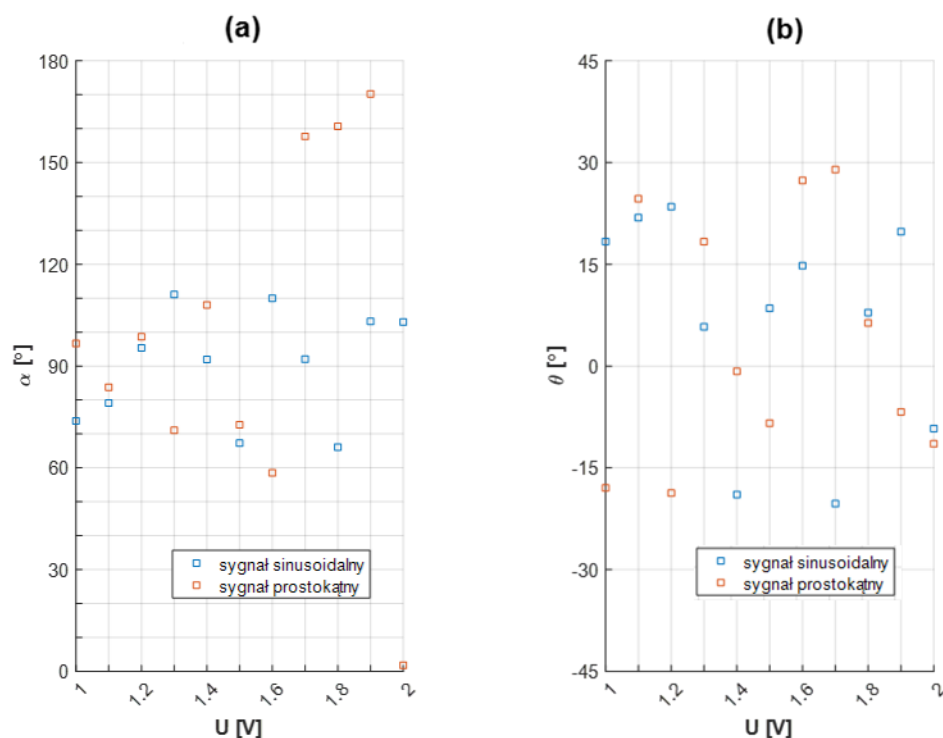 (a)
180
150
120
90
60
30
0
α [°]
sygnał sinusoidalny
sygnał prostokątny
1
1.2
1.4
1.6
1.8
2
U [V]
(b)
45
30
15
0
-15
-30
-45
θ [°]
sygnał sinusoidalny
sygnał prostokątny
1
1.2
1.4
1.6
1.8
2
U [V]